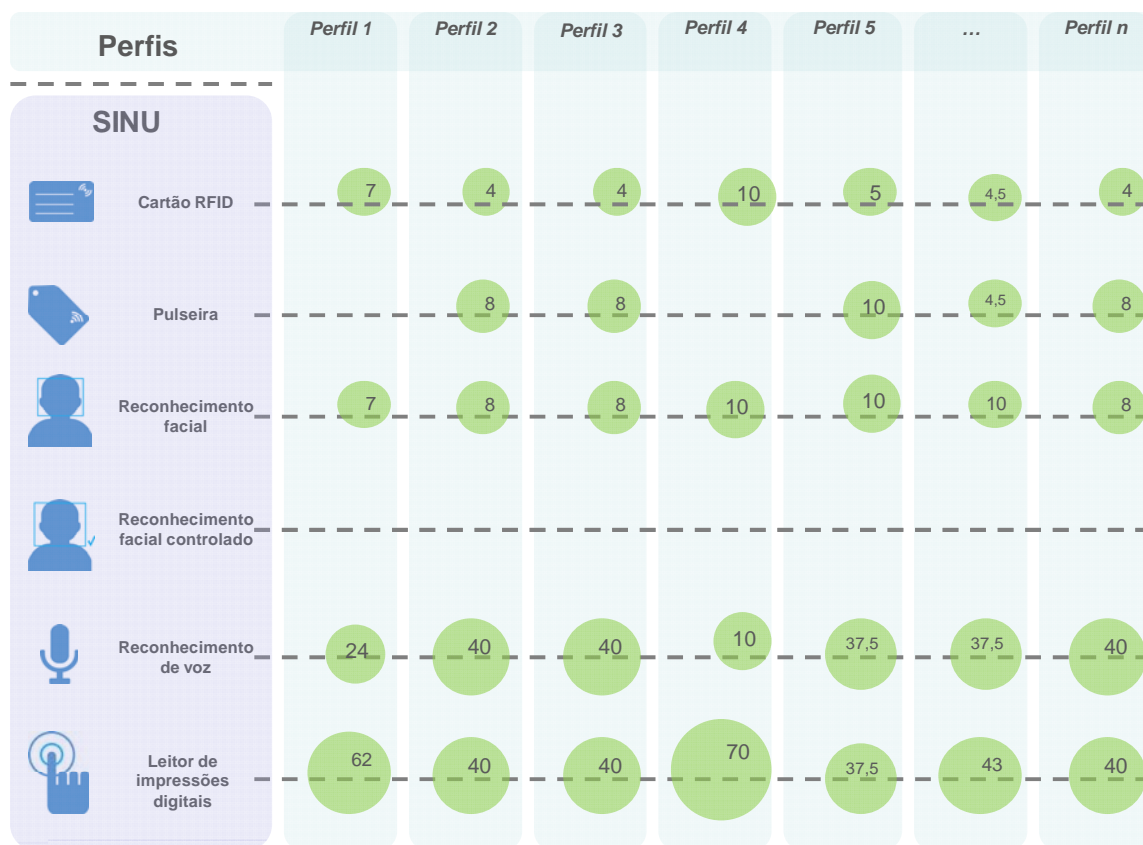 Perfis
Perfil 1 Perfil 2 Perfil 3 Perfil 4 Perfil 5 ... Perfil n
SINU
Cartão RFID 7 4 4 10 5 4,5 4
Pulseira 8 8 10 4,5 8
Reconhecimento
facial 7 8 8 10 10 10 8
Reconhecimento
facial controlado
Reconhecimento
de voz 24 40 40 10 37,5 37,5 40
Leitor de
impressões
digitais 62 40 40 70 37,5 43 40